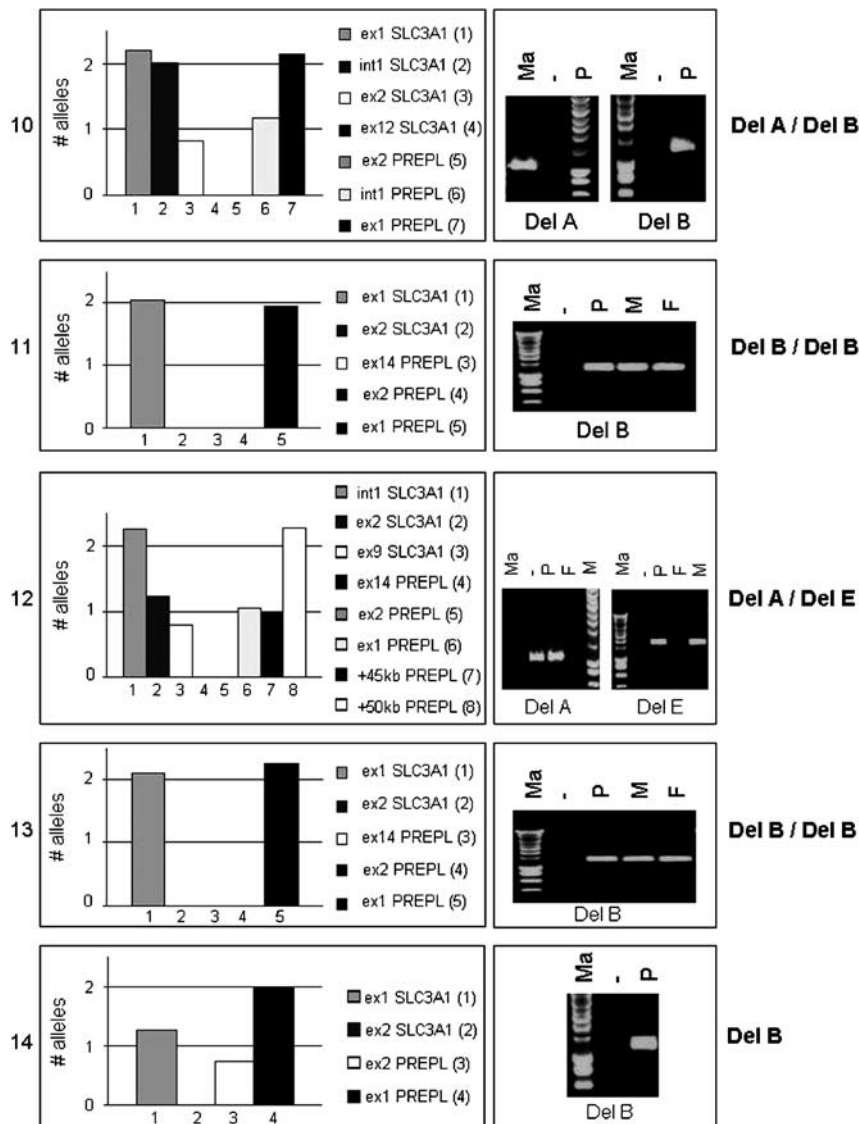 10
# alleles
2
1
0
1 2 3 4 5 6 7
ex1 SLC3A1 (1)
int1 SLC3A1 (2)
ex2 SLC3A1 (3)
ex12 SLC3A1 (4)
ex2 PREPL (5)
int1 PREPL (6)
ex1 PREPL (7)
Ma - P
Del A
Ma - P
Del B
Del A / Del B
11
# alleles
2
1
0
1 2 3 4 5
ex1 SLC3A1 (1)
ex2 SLC3A1 (2)
ex14 PREPL (3)
ex2 PREPL (4)
ex1 PREPL (5)
Ma - P M F
Del B
Del B / Del B
12
# alleles
2
1
0
1 2 3 4 5 6 7 8
int1 SLC3A1 (1)
ex2 SLC3A1 (2)
ex9 SLC3A1 (3)
ex14 PREPL (4)
ex2 PREPL (5)
ex1 PREPL (6)
+45kb PREPL (7)
+50kb PREPL (8)
Ma - P F M
Del A
Ma - P F M
Del E
Del A / Del E
13
# alleles
2
1
0
1 2 3 4 5
ex1 SLC3A1 (1)
ex2 SLC3A1 (2)
ex14 PREPL (3)
ex2 PREPL (4)
ex1 PREPL (5)
Ma - P M F
Del B
Del B / Del B
14
# alleles
2
1
0
1 2 3 4
ex1 SLC3A1 (1)
ex2 SLC3A1 (2)
ex2 PREPL (3)
ex1 PREPL (4)
Ma - P
Del B
Del B